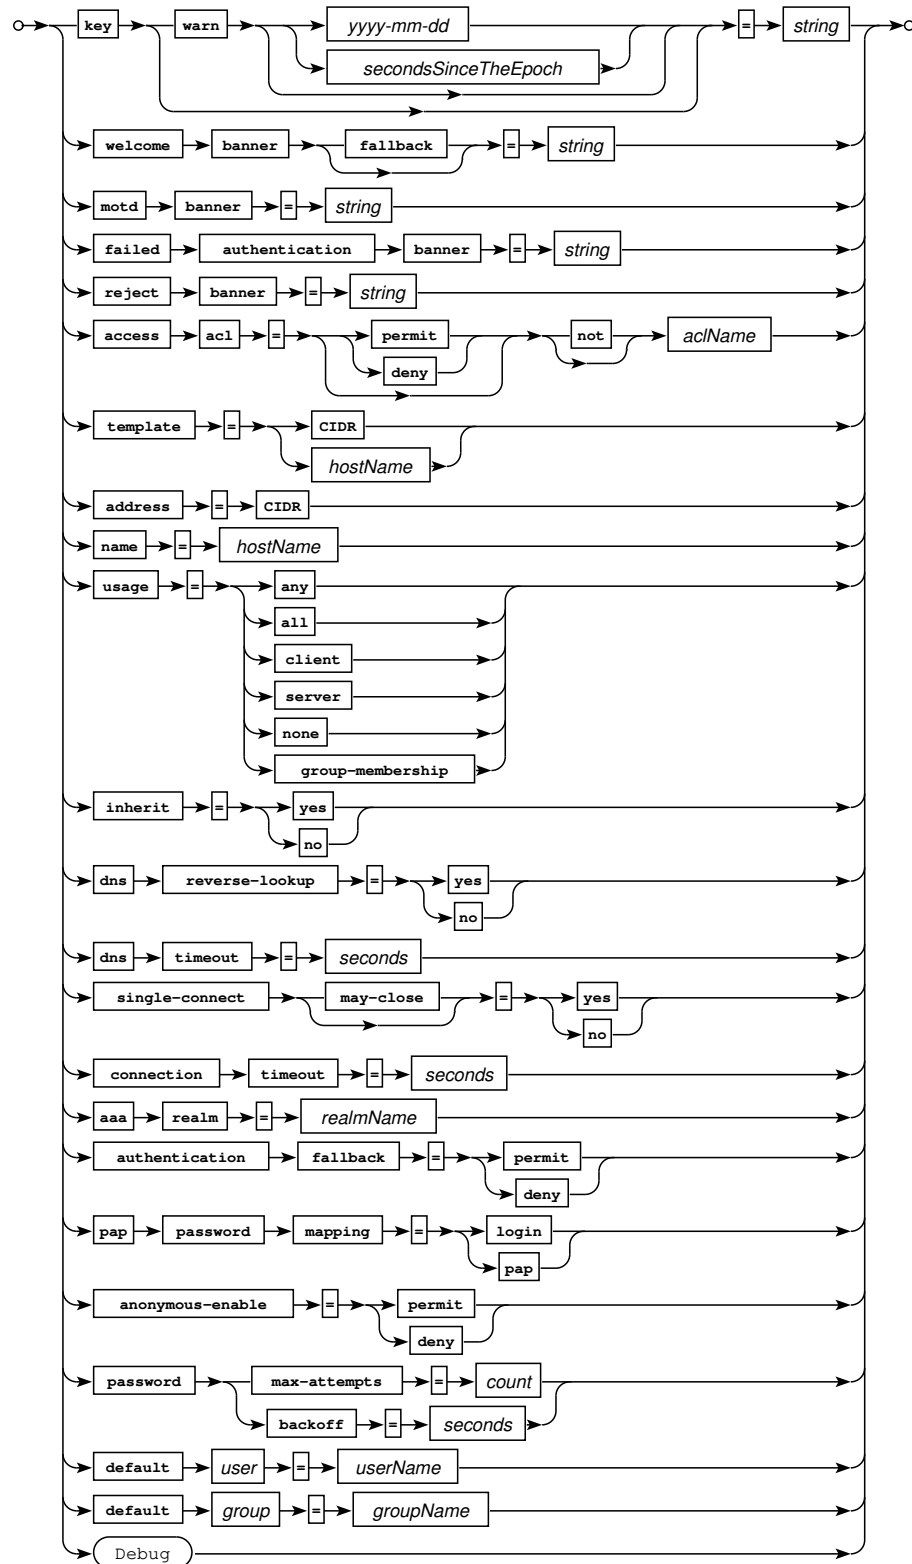 key warn yyyy-mm-dd = string
secondsSinceTheEpoch
welcome banner fallback = string
motd banner = string
failed authentication banner = string
reject banner = string
access acl = permit not aclName
deny
template = CIDR
hostName
address = CIDR
name = hostName
usage = any
all
client
server
none
group-membership
inherit = yes
no
dns reverse-lookup = yes
no
dns timeout = seconds
single-connect may-close = yes
no
connection timeout = seconds
aaa realm = realmName
authentication fallback = permit
deny
pap password mapping = login
pap
anonymous-enable = permit
deny
password max-attempts = count
backoff = seconds
default user = userName
default group = groupName
Debug